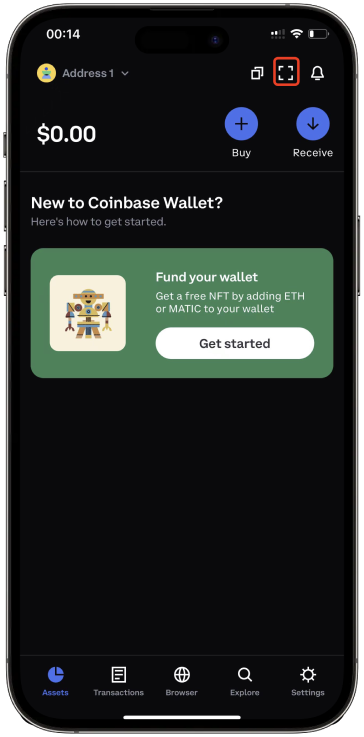 00:14
Address 1
$0.00
Buy
Receive
New to Coinbase Wallet?
Here's how to get started.
Fund your wallet
Get a free NFT by adding ETH
or MATIC to your wallet
Get started
Assets
Transactions
Browser
Explore
Settings